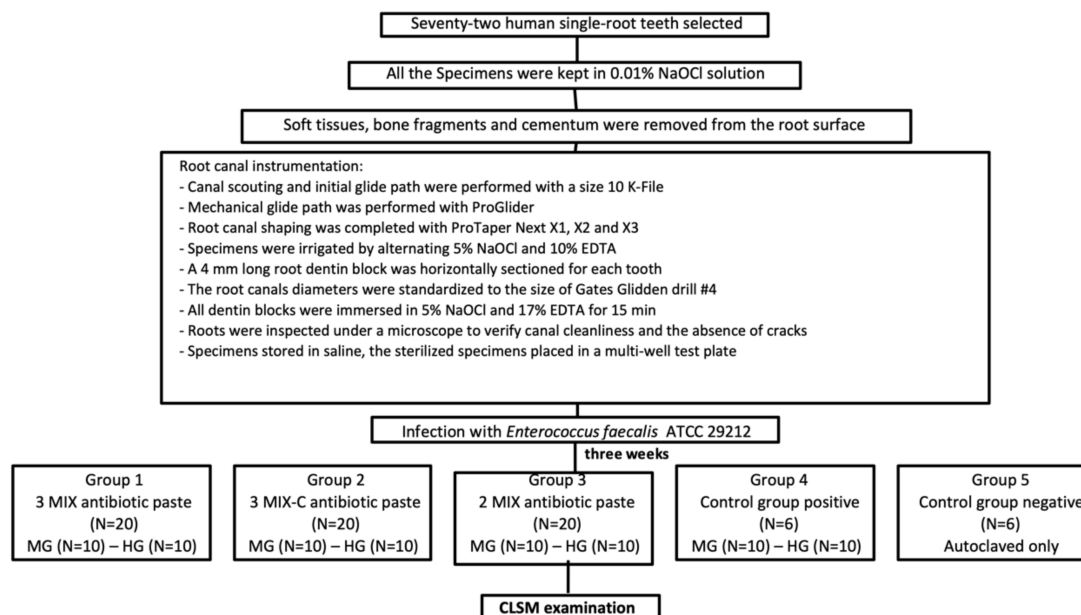 Seventy-two human single-root teeth selected
All the Specimens were kept in 0.01% NaOCl solution
Soft tissues, bone fragments and cementum were removed from the root surface
Root canal instrumentation:
- Canal scouting and initial glide path were performed with a size 10 K-File
- Mechanical glide path was performed with ProGlider
- Root canal shaping was completed with ProTaper Next X1, X2 and X3
- Specimens were irrigated by alternating 5% NaOCl and 10% EDTA
- A 4 mm long root dentin block was horizontally sectioned for each tooth
- The root canals diameters were standardized to the size of Gates Glidden drill #4
- All dentin blocks were immersed in 5% NaOCl and 17% EDTA for 15 min
- Roots were inspected under a microscope to verify canal cleanliness and the absence of cracks
- Specimens stored in saline, the sterilized specimens placed in a multi-well test plate
Infection with Enterococcus faecalis ATCC 29212
three weeks
Group 1
3 MIX antibiotic paste
(N=20)
MG (N=10) – HG (N=10)
Group 2
3 MIX-C antibiotic paste
(N=20)
MG (N=10) – HG (N=10)
Group 3
2 MIX antibiotic paste
(N=20)
MG (N=10) – HG (N=10)
Group 4
Control group positive
(N=6)
MG (N=10) – HG (N=10)
Group 5
Control group negative
(N=6)
Autoclaved only
CLSM examination